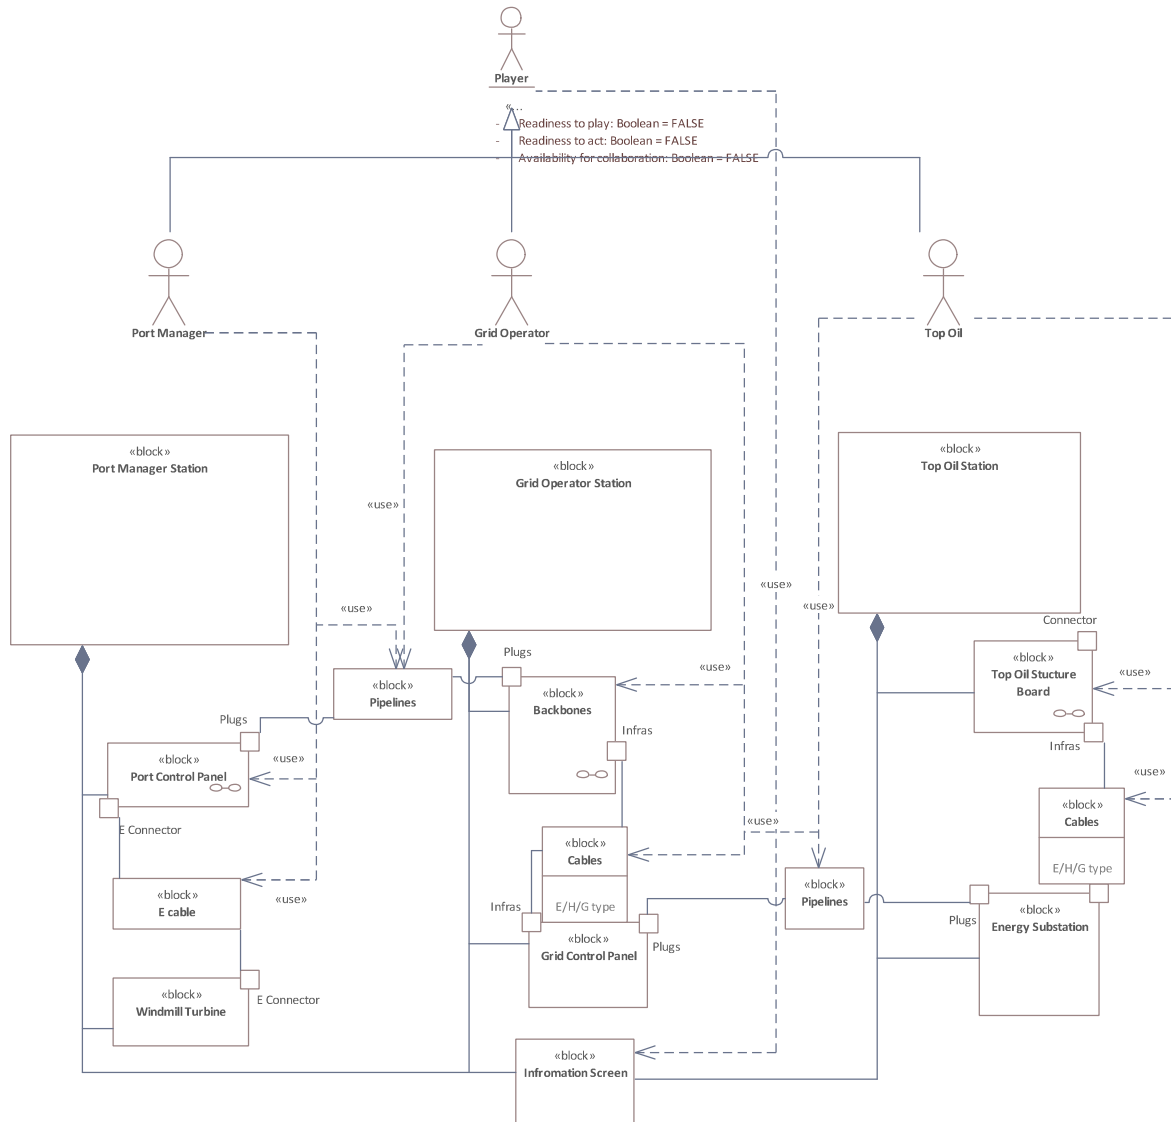 Player
«...
- Readiness to play: Boolean = FALSE
- Readiness to act: Boolean = FALSE
- Availability for collaboration: Boolean = FALSE
Port Manager
Grid Operator
Top Oil
«block»
Port Manager Station
«block»
Grid Operator Station
«block»
Top Oil Station
«use»
«use»
«use»
«use»
Connector
Plugs
«block»
Pipelines
«block»
Backbones
«use»
«block»
Top Oil Stucture
Board
«use»
Plugs
Infras
Infras
«block»
Port Control Panel
«use»
«use»
E Connector
«use»
«block»
Cables
E/H/G type
«block»
Cables
E/H/G type
«block»
E cable
«use»
«block»
Pipelines
Infras
Plugs
Plugs
«block»
Grid Control Panel
«block»
Energy Substation
«block»
Windmill Turbine
E Connector
«block»
Infromation Screen